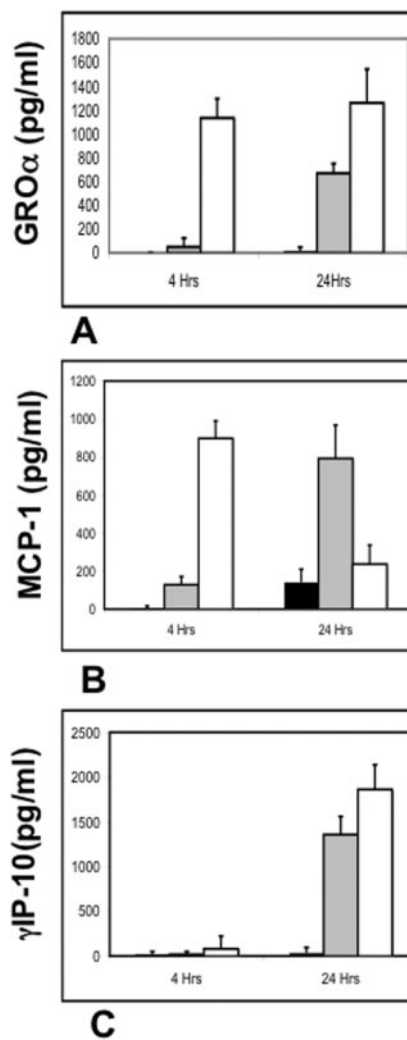 GROα (pg/ml)
1800
1600
1400
1200
1000
800
600
400
200
0
4 Hrs 24Hrs
A
MCP-1 (pg/ml)
1200
1000
800
600
400
200
0
4 Hrs 24 Hrs
B
γIP-10(pg/ml)
2500
2000
1500
1000
500
0
4 Hrs 24 Hrs
C